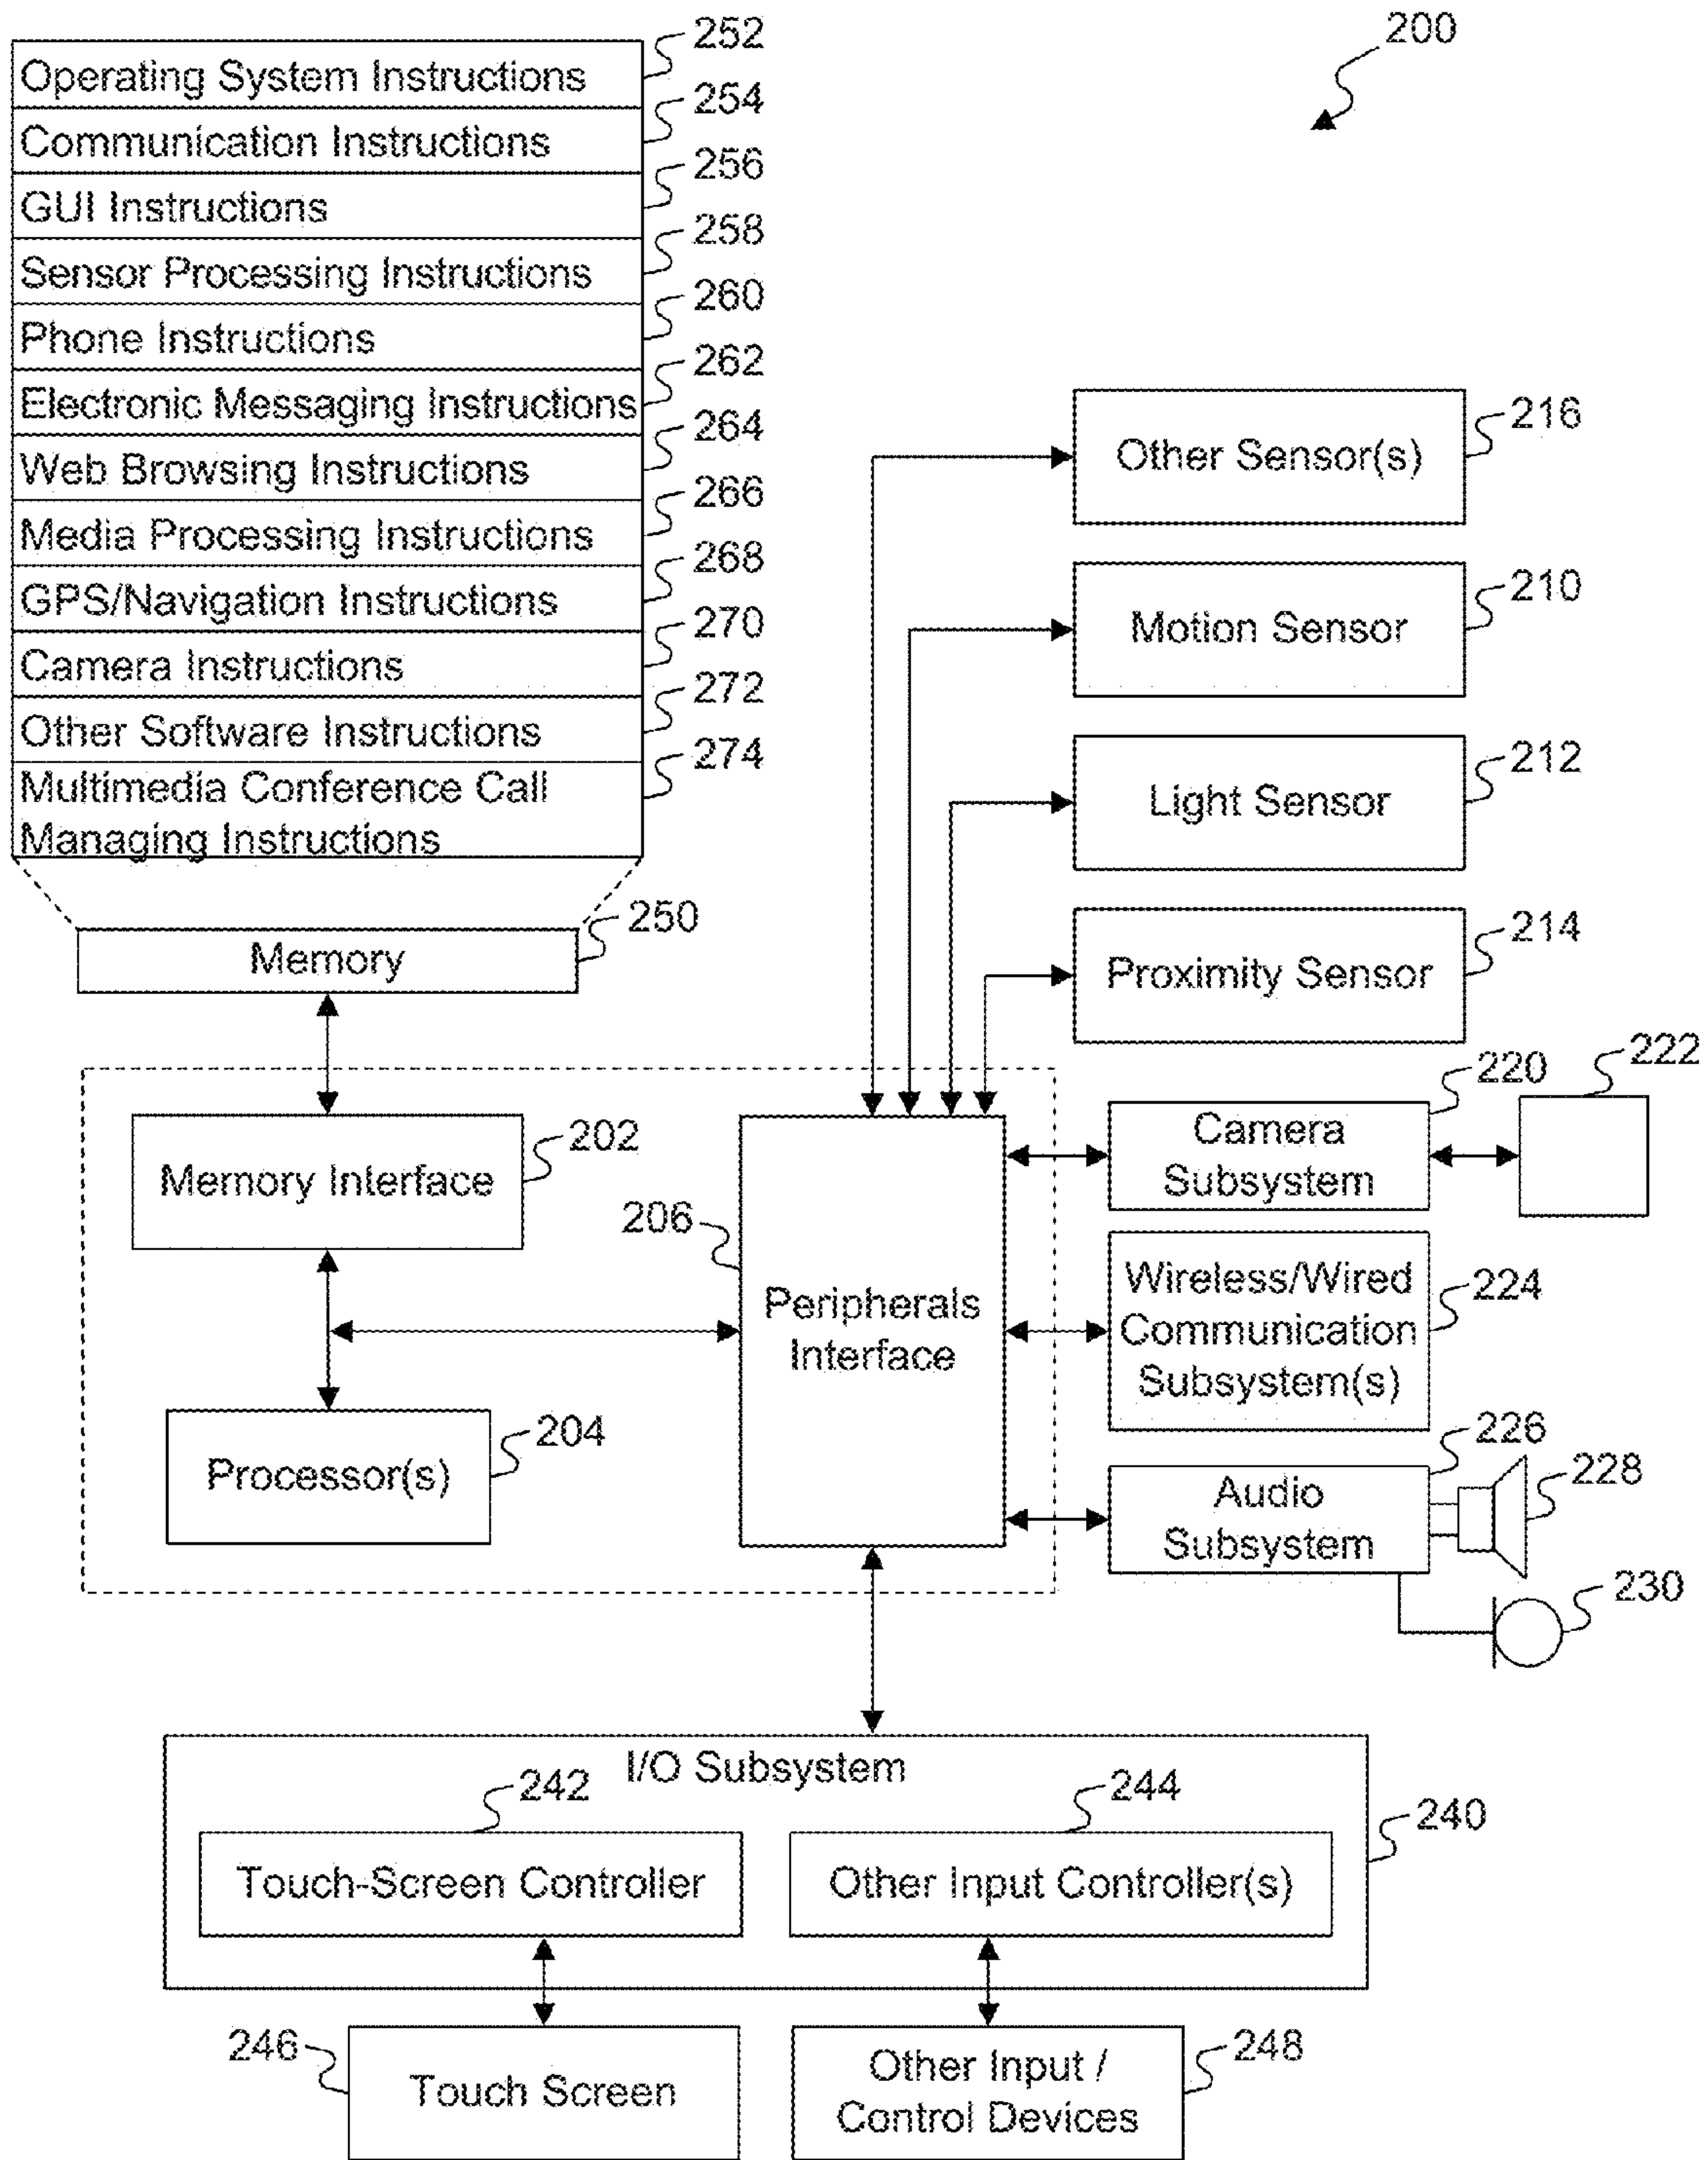 200
252
Operating System Instructions
254
Communication Instructions
256
GUI Instructions
258
Sensor Processing Instructions
260
Phone Instructions
262
Electronic Messaging Instructions
264
Web Browsing Instructions
266
Media Processing Instructions
268
GPS/Navigation Instructions
270
Camera Instructions
272
Other Software Instructions
274
Multimedia Conference Call
Managing Instructions
250
Memory
216
Other Sensor(s)
210
Motion Sensor
212
Light Sensor
214
Proximity Sensor
202
Memory Interface
206
Peripherals
Interface
204
Processor(s)
220
Camera
Subsystem
222
Wireless/Wired
Communication
Subsystem(s)
224
226
Audio
Subsystem
228
230
I/O Subsystem
240
242
Touch-Screen Controller
244
Other Input Controller(s)
246
Touch Screen
248
Other Input /
Control Devices